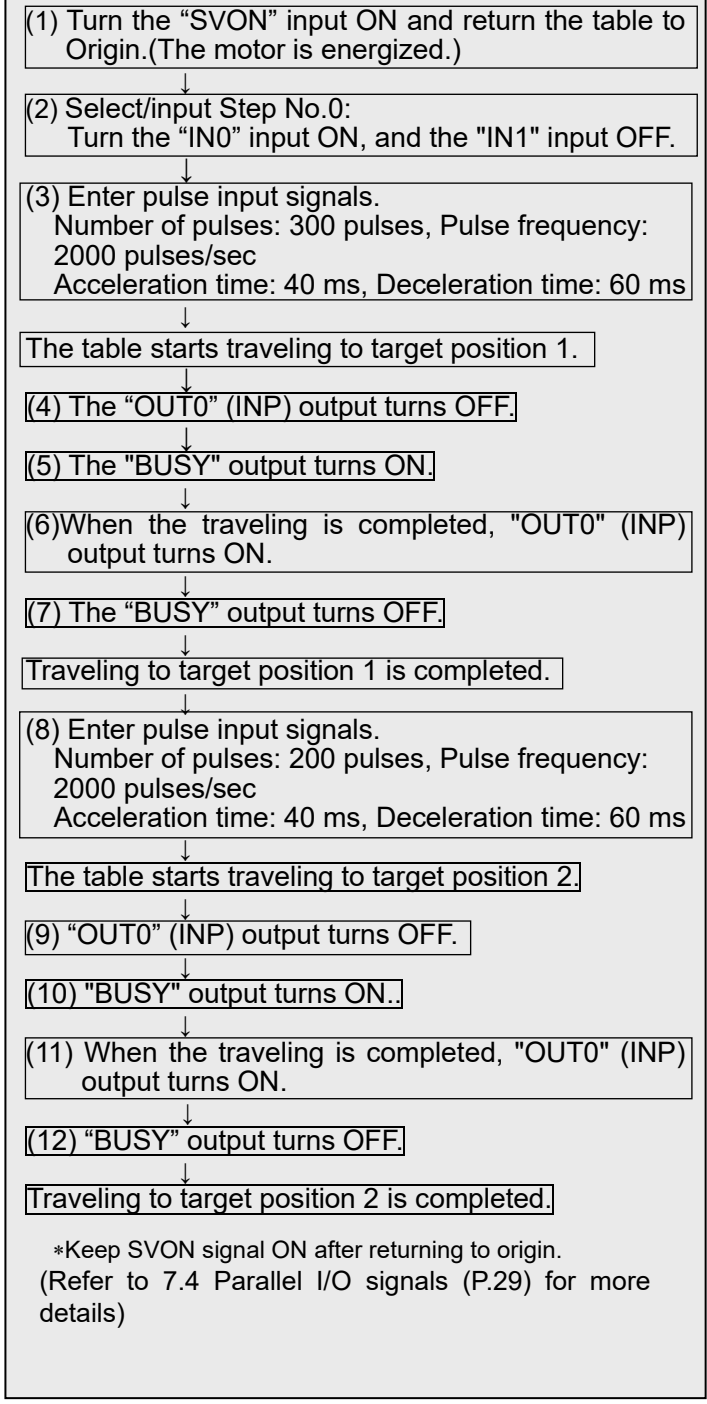 (1) Turn the “SVON” input ON and return the table to
Origin.(The motor is energized.)
↓
(2) Select/input Step No.0:
Turn the “IN0” input ON, and the "IN1" input OFF.
↓
(3) Enter pulse input signals.
Number of pulses: 300 pulses, Pulse frequency:
2000 pulses/sec
Acceleration time: 40 ms, Deceleration time: 60 ms
↓
The table starts traveling to target position 1.
↓
(4) The “OUT0” (INP) output turns OFF.
↓
(5) The "BUSY" output turns ON.
↓
(6)When the traveling is completed, "OUT0" (INP)
output turns ON.
↓
(7) The “BUSY” output turns OFF.
↓
Traveling to target position 1 is completed.
↓
(8) Enter pulse input signals.
Number of pulses: 200 pulses, Pulse frequency:
2000 pulses/sec
Acceleration time: 40 ms, Deceleration time: 60 ms
↓
The table starts traveling to target position 2.
↓
(9) “OUT0” (INP) output turns OFF.
↓
(10) "BUSY" output turns ON..
↓
(11) When the traveling is completed, "OUT0" (INP)
output turns ON.
↓
(12) “BUSY” output turns OFF.
↓
Traveling to target position 2 is completed.
*Keep SVON signal ON after returning to origin.
(Refer to 7.4 Parallel I/O signals (P.29) for more
details)